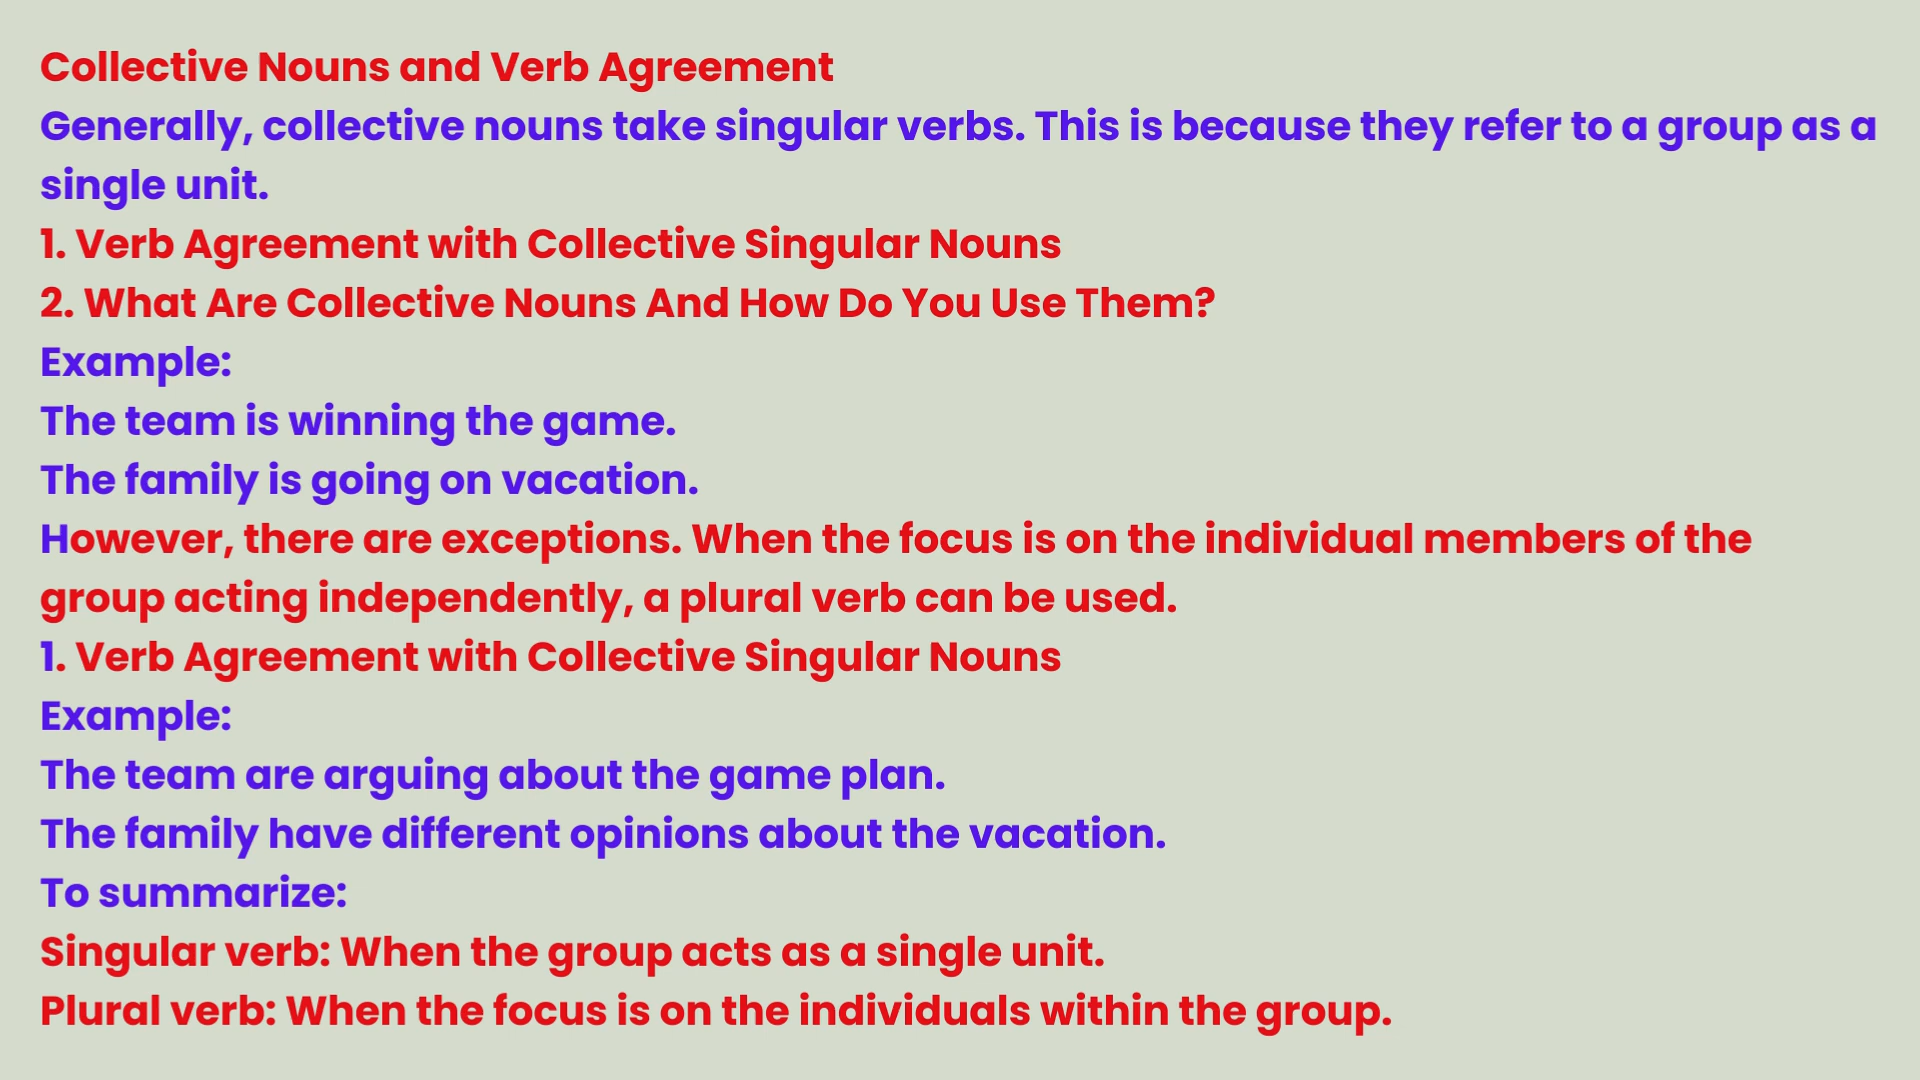 Collective Nouns and Verb Agreement
Generally, collective nouns take singular verbs. This is because they refer to a group as a
single unit.
1. Verb Agreement with Collective Singular Nouns
2. What Are Collective Nouns And How Do You Use Them?
Example:
The team is winning the game.
The family is going on vacation.
However, there are exceptions. When the focus is on the individual members of the
group acting independently, a plural verb can be used.
1. Verb Agreement with Collective Singular Nouns
Example:
The team are arguing about the game plan.
The family have different opinions about the vacation.
To summarize:
Singular verb: When the group acts as a single unit.
Plural verb: When the focus is on the individuals within the group.